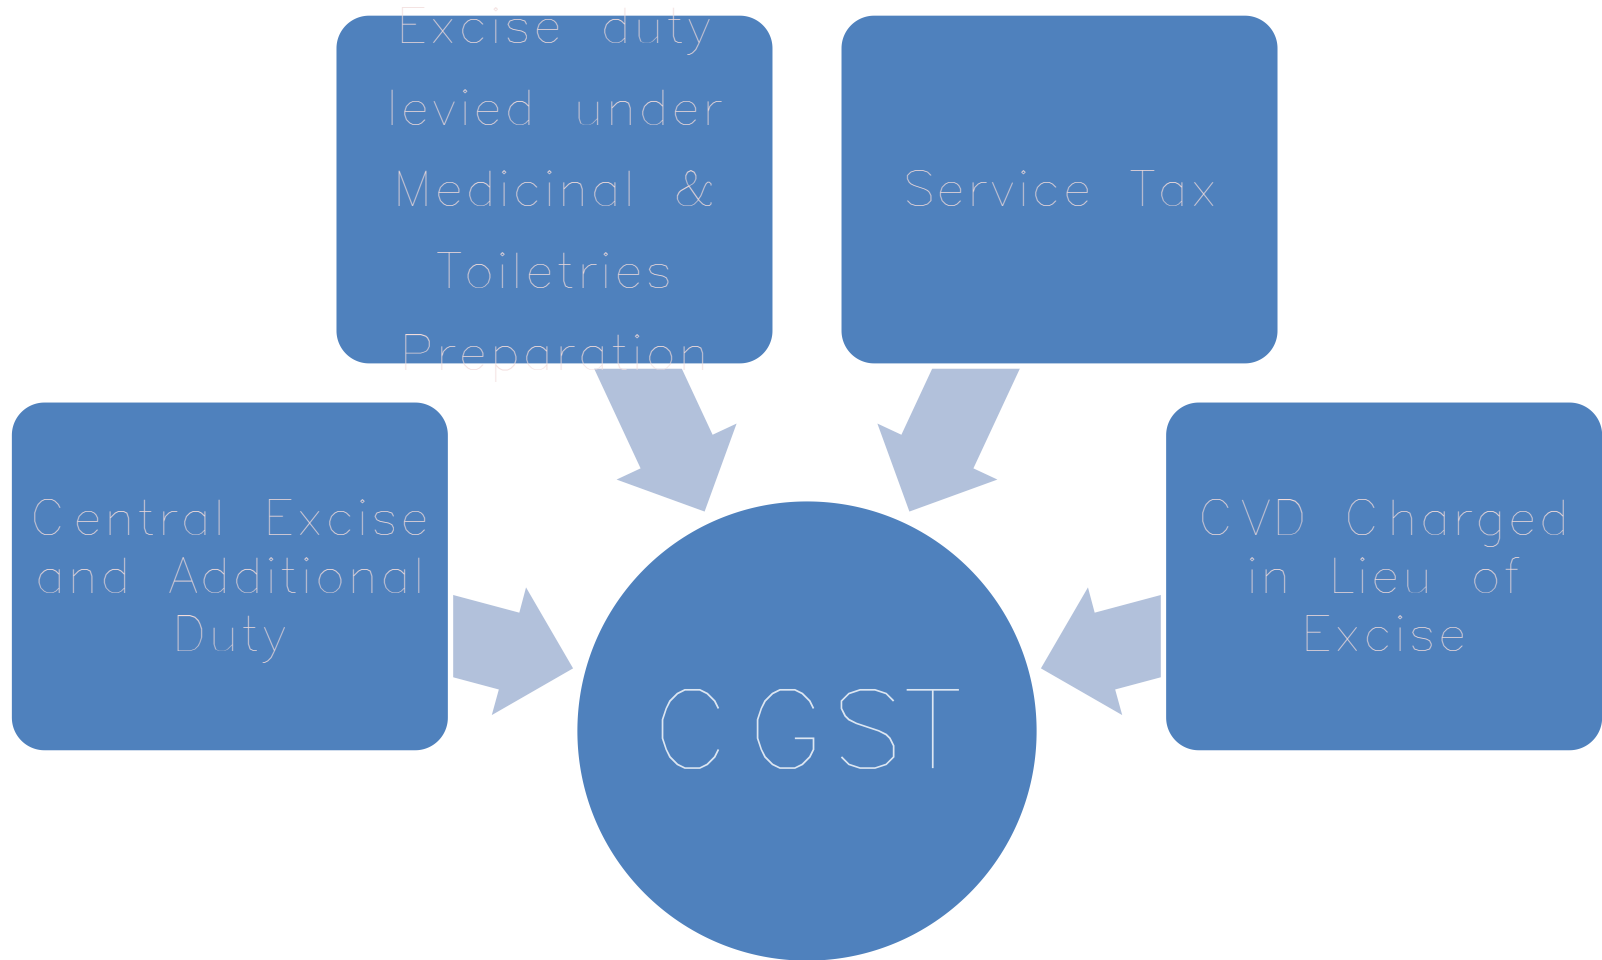 Excise duty
levied under
Medicinal &
Toiletries
Preparation
Service Tax
Central Excise
and Additional
Duty
CVD Charged
in Lieu of
Excise
CGST